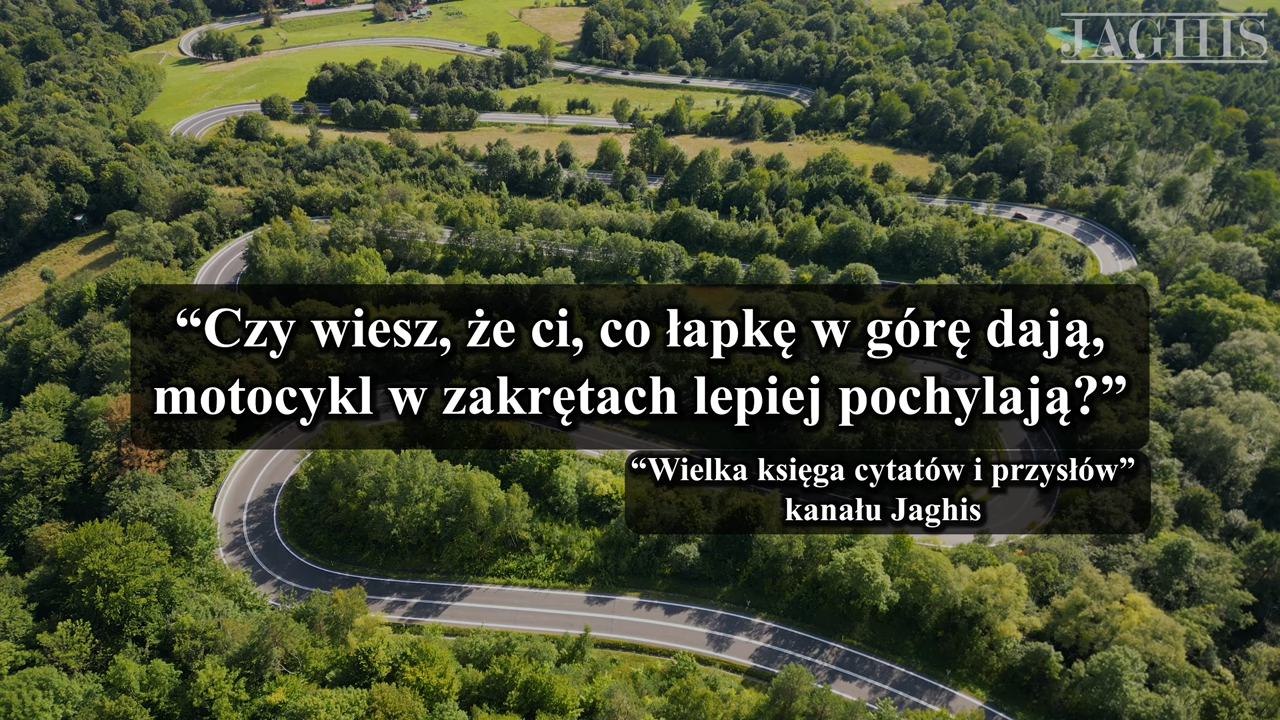 JAGHIS
“Czy wiesz, że ci, co łapkę w górę dają,
motocykl w zakrętach lepiej pochylają?”
“Wielka księga cytatów i przysłów”
kanału Jaghis